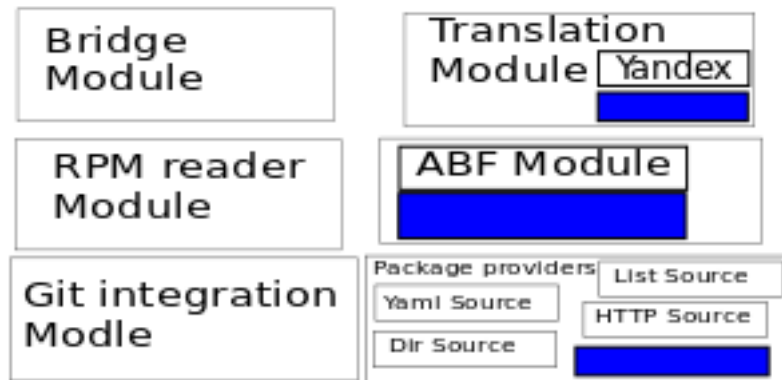 Bridge
Module
Translation
Module
Yandex
RPM reader
Module
ABF Module
Git integration
Modle
Package providers
List Source
Yaml Source
HTTP Source
Dir Source